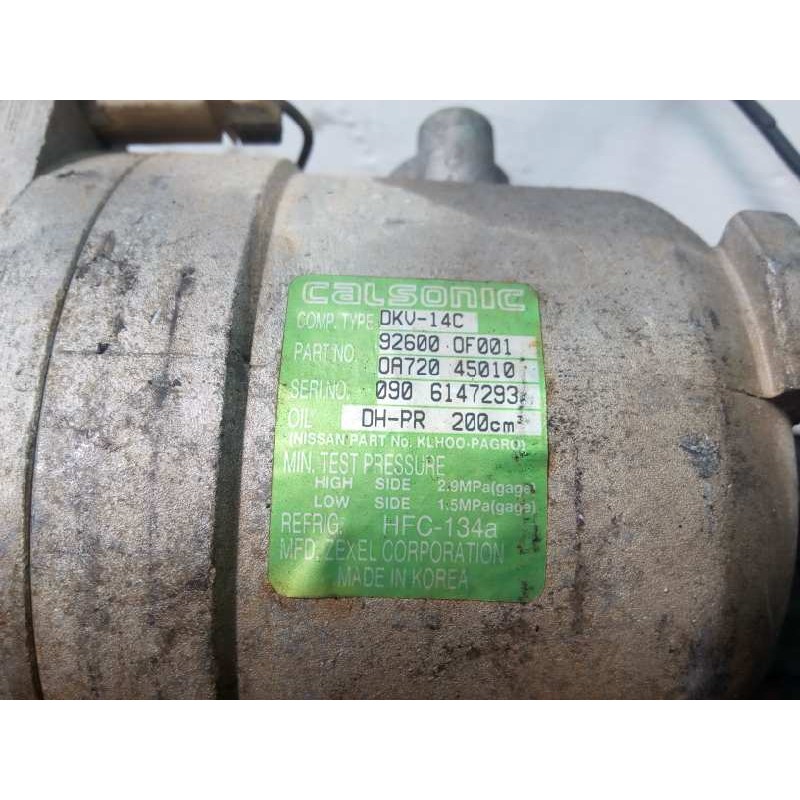 calsonic
COMP. TYPE DKV-14C
PART NO. 92600 0F001
0A720 45010
SERI.NO. 090 6147293
OIL DH-PR 200cm³
(NISSAN PART No. KLH00-PAGR0)
MIN. TEST PRESSURE
HIGH SIDE 2.9MPa(gage)
LOW SIDE 1.5MPa(gage)
REFRIG. HFC-134a
MFD. ZEXEL CORPORATION
MADE IN KOREA